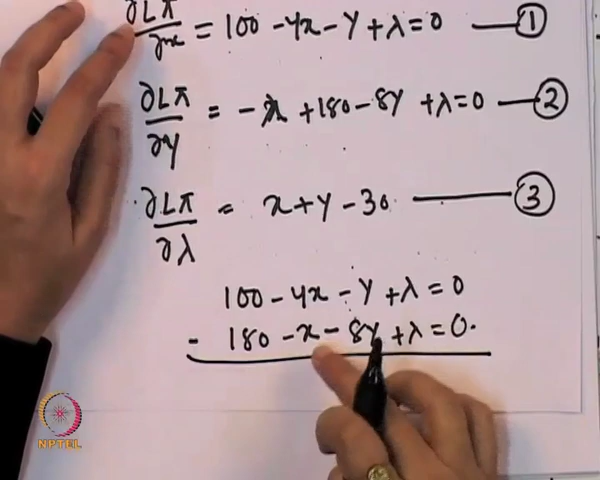 ∂Lπ/∂x = 100 - 4x - y + λ = 0 — ①
∂Lπ/∂y = - x + 180 - 8y + λ = 0 — ②
∂Lπ/∂λ = x + y - 30 — ③
100 - 4x - y + λ = 0
- 180 - x - 8y + λ = 0.
NPTEL